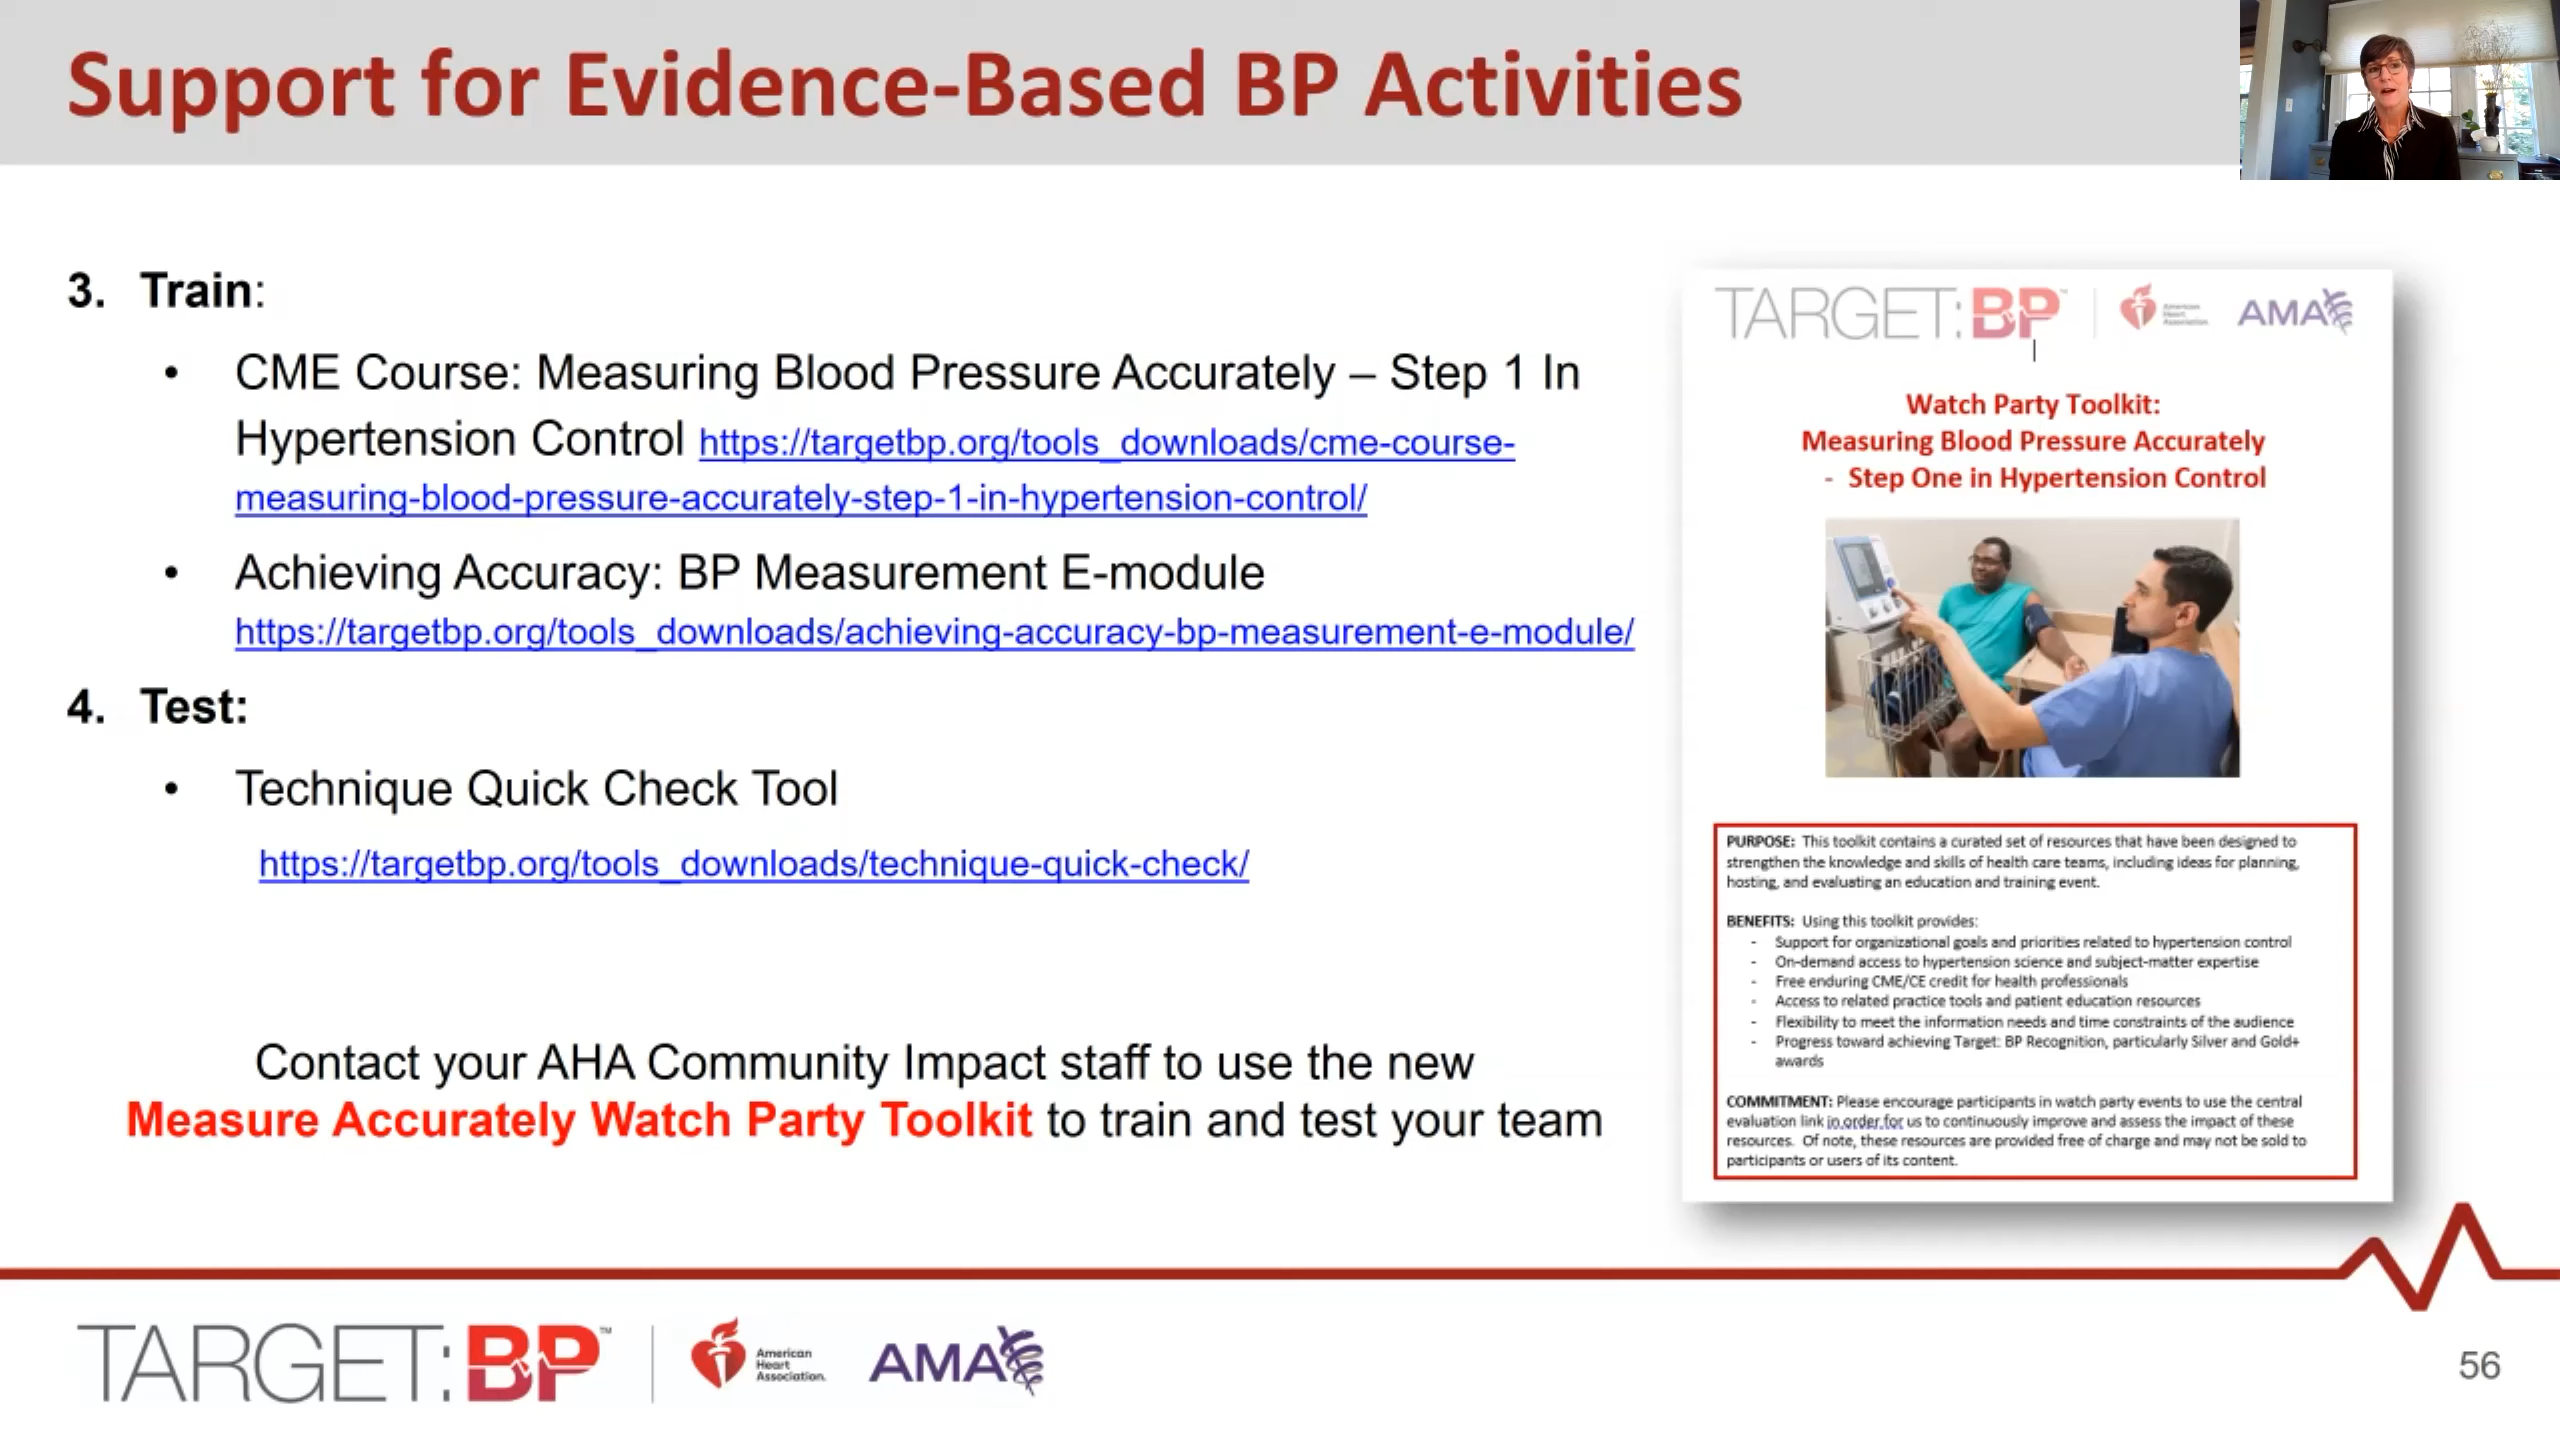 Support for Evidence-Based BP Activities
3. Train:
• CME Course: Measuring Blood Pressure Accurately – Step 1 In
Hypertension Control https://targetbp.org/tools_downloads/cme-course-
measuring-blood-pressure-accurately-step-1-in-hypertension-control/
• Achieving Accuracy: BP Measurement E-module
https://targetbp.org/tools_downloads/achieving-accuracy-bp-measurement-e-module/
4. Test:
• Technique Quick Check Tool
https://targetbp.org/tools_downloads/technique-quick-check/
Contact your AHA Community Impact staff to use the new
Measure Accurately Watch Party Toolkit to train and test your team
TARGET:BP™
American
Heart
Association.
AMA
Watch Party Toolkit:
Measuring Blood Pressure Accurately
- Step One in Hypertension Control
PURPOSE: This toolkit contains a curated set of resources that have been designed to
strengthen the knowledge and skills of health care teams, including ideas for planning,
hosting, and evaluating an education and training event.
BENEFITS: Using this toolkit provides:
- Support for organizational goals and priorities related to hypertension control
- On-demand access to hypertension science and subject-matter expertise
- Free enduring CME/CE credit for health professionals
- Access to related practice tools and patient education resources
- Flexibility to meet the information needs and time constraints of the audience
- Progress toward achieving Target: BP Recognition, particularly Silver and Gold+
awards
COMMITMENT: Please encourage participants in watch party events to use the central
evaluation link in order for us to continuously improve and assess the impact of these
resources. Of note, these resources are provided free of charge and may not be sold to
participants or users of its content.
TARGET:BP™
American
Heart
Association.
AMA
56